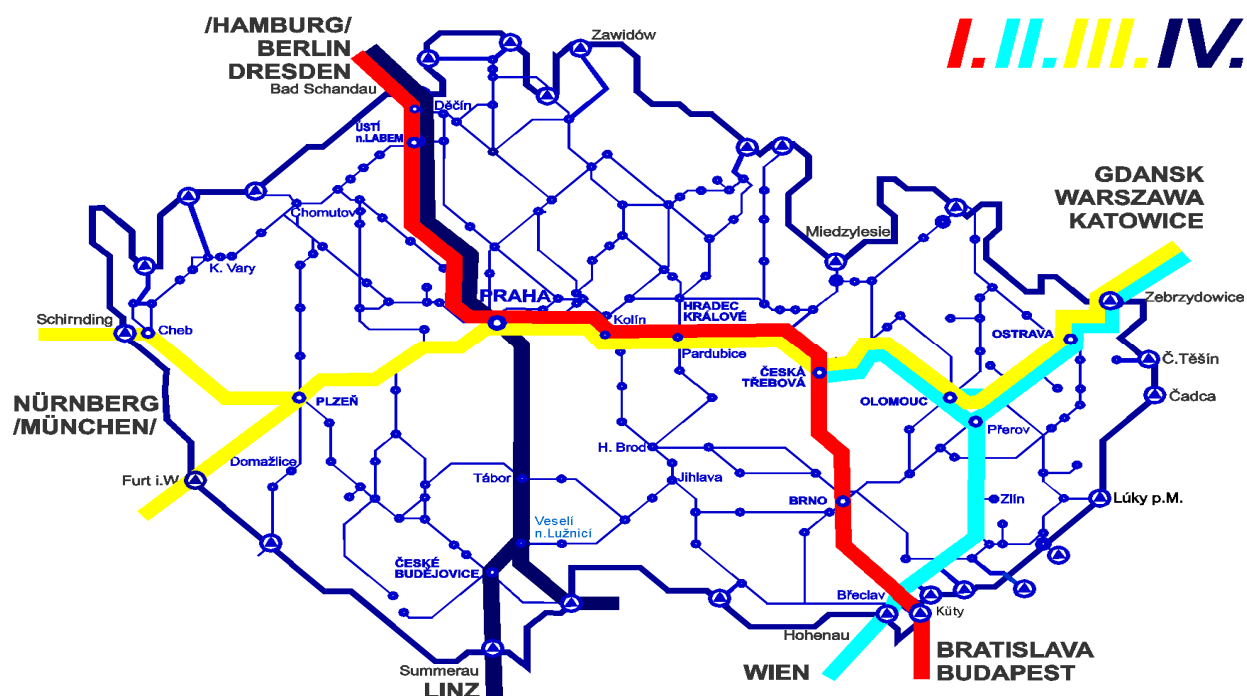 /HAMBURG/
BERLIN
DRESDEN
Bad Schandau
Zawidów
I. II. III. IV.
Děčín
ÚSTÍ
n.LABEM
GDANSK
WARSZAWA
KATOWICE
Chomutov
Miedzylesie
K. Vary
PRAHA
Zebrzydowice
Schirnding
Cheb
Kolín
HRADEC
KRÁLOVÉ
OSTRAVA
Pardubice
Č.Těšín
ČESKÁ
TŘEBOVÁ
NÜRNBERG
/MÜNCHEN/
PLZEŇ
OLOMOUC
Čadca
Přerov
H. Brod
Domažlice
Furt i.W
Tábor
Jihlava
BRNO
Zlín
Lúky p.M.
Veselí
n.Lužnicí
ČESKÉ
BUDĚJOVICE
Břeclav
Kúty
Hohenau
Summerau
LINZ
WIEN
BRATISLAVA
BUDAPEST